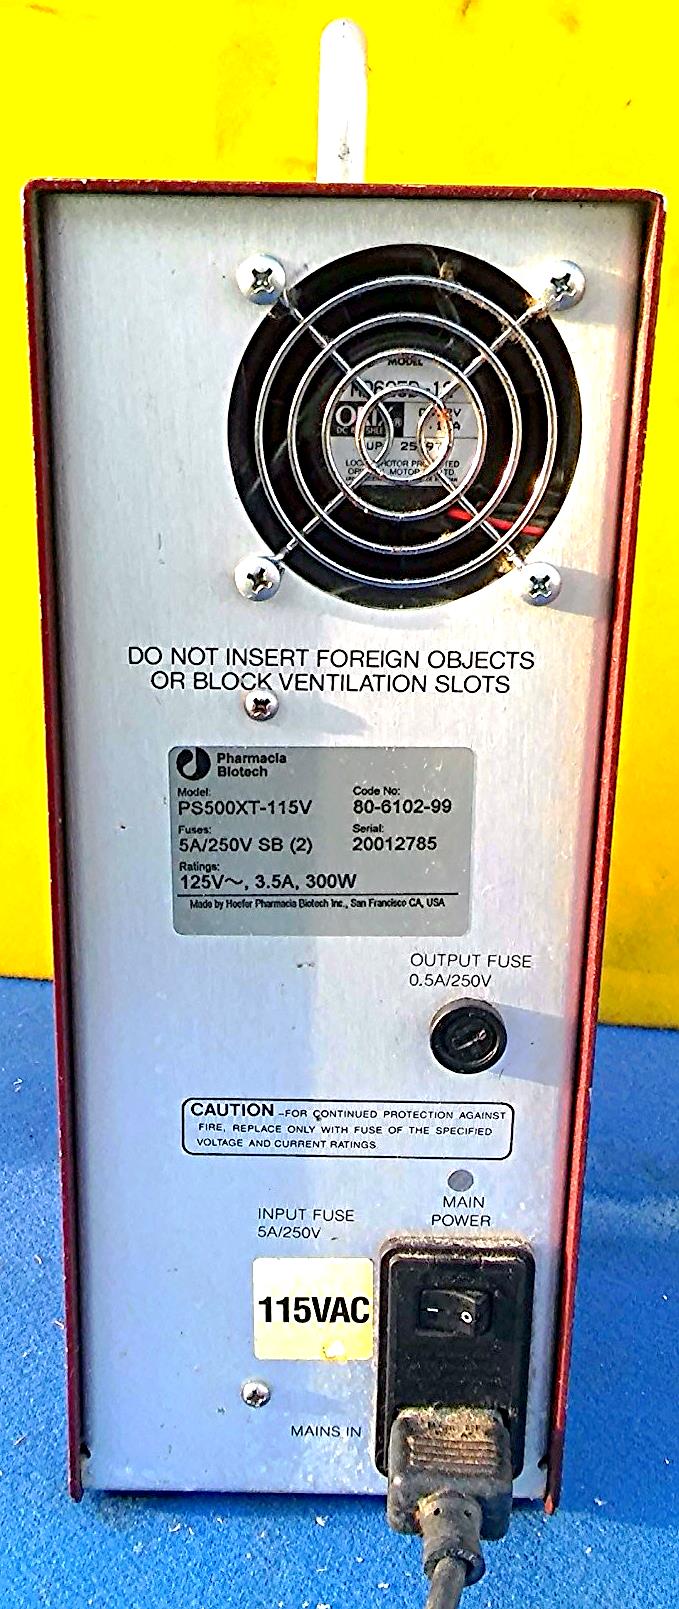 MODEL
DO NOT INSERT FOREIGN OBJECTS
OR BLOCK VENTILATION SLOTS
Pharmacia
Biotech
Model: Code No:
PS500XT-115V 80-6102-99
Fuses: Serial:
5A/250V SB (2) 20012785
Ratings:
125V~, 3.5A, 300W
Made by Hoefer Pharmacia Biotech Inc., San Francisco CA, USA
OUTPUT FUSE
0.5A/250V
CAUTION -FOR CONTINUED PROTECTION AGAINST
FIRE, REPLACE ONLY WITH FUSE OF THE SPECIFIED
VOLTAGE AND CURRENT RATINGS
MAIN
POWER
INPUT FUSE
5A/250V
115VAC
MAINS IN